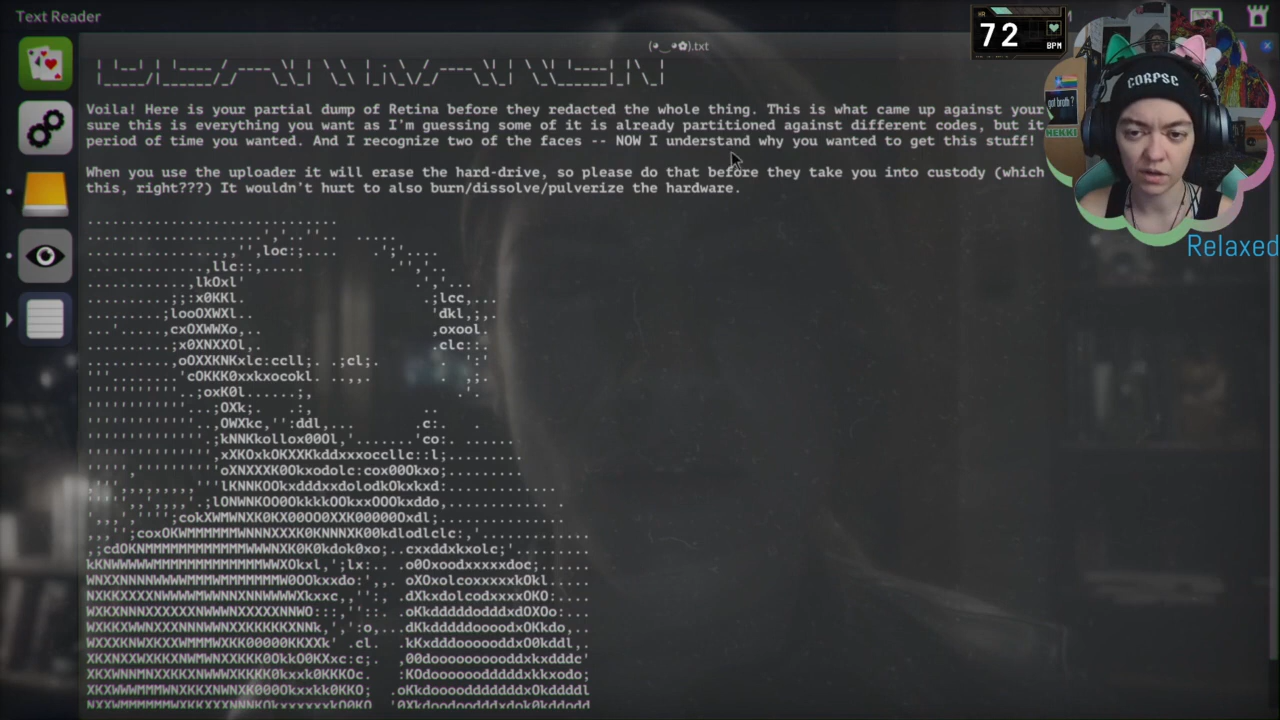 Text Reader
(◕‿◕✿).txt
HR
72
BPM
CORPSE
got broth ?
HEKKI
Relaxed
Voila! Here is your partial dump of Retina before they redacted the whole thing. This is what came up against your
sure this is everything you want as I'm guessing some of it is already partitioned against different codes, but it
period of time you wanted. And I recognize two of the faces -- NOW I understand why you wanted to get this stuff!
When you use the uploader it will erase the hard-drive, so please do that before they take you into custody (which
this, right???) It wouldn't hurt to also burn/dissolve/pulverize the hardware.